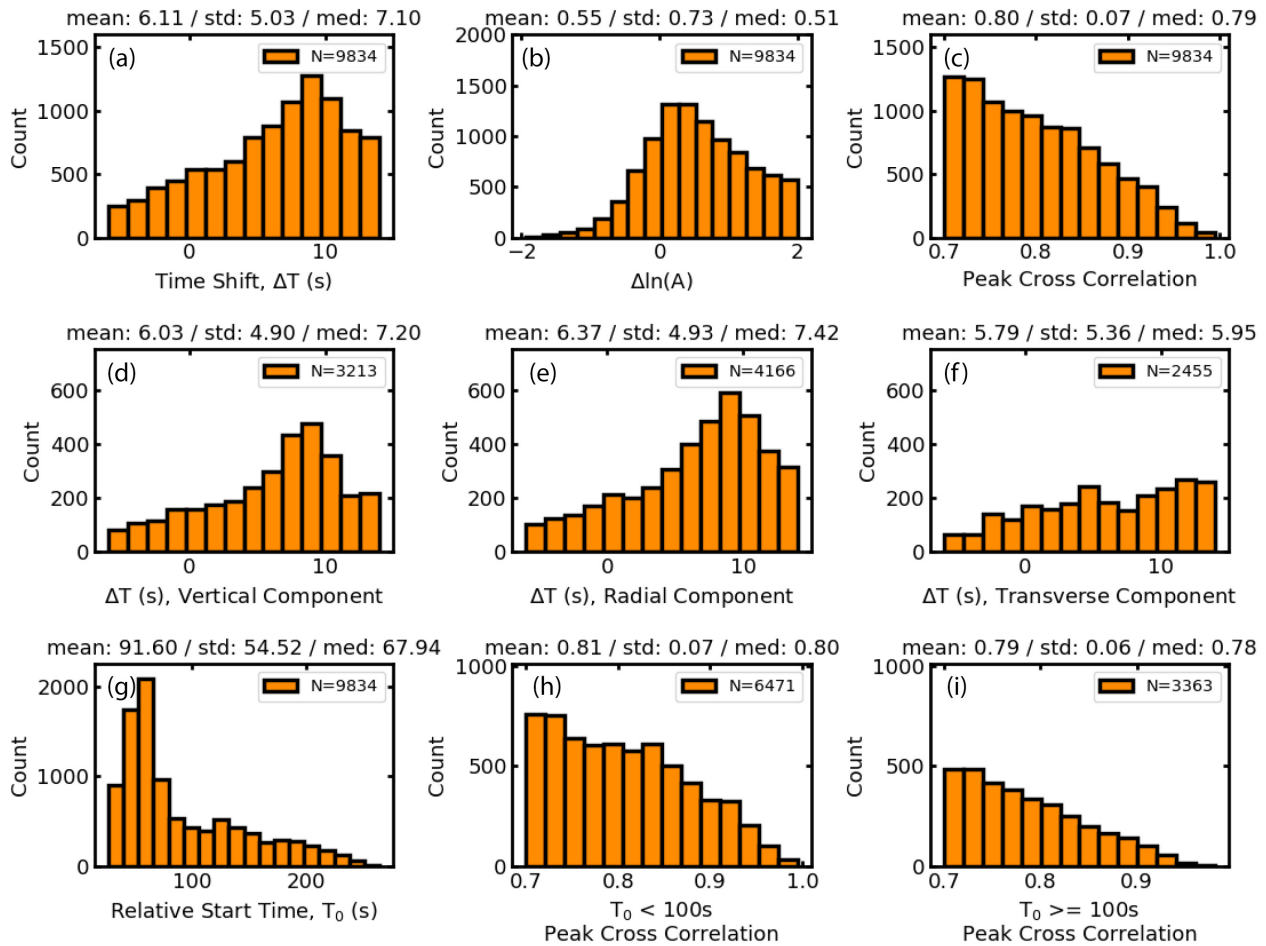 mean: 6.11 / std: 5.03 / med: 7.10
(a)
N=9834
1500
1000
500
0
Count
0 10
Time Shift, ΔT (s)
mean: 0.55 / std: 0.73 / med: 0.51
(b)
N=9834
2000
1500
1000
500
0
Count
−2 0 2
Δln(A)
mean: 0.80 / std: 0.07 / med: 0.79
(c)
N=9834
1500
1000
500
0
Count
0.7 0.8 0.9 1.0
Peak Cross Correlation
mean: 6.03 / std: 4.90 / med: 7.20
(d)
N=3213
600
400
200
0
Count
0 10
ΔT (s), Vertical Component
mean: 6.37 / std: 4.93 / med: 7.42
(e)
N=4166
600
400
200
0
Count
0 10
ΔT (s), Radial Component
mean: 5.79 / std: 5.36 / med: 5.95
(f)
N=2455
600
400
200
0
Count
0 10
ΔT (s), Transverse Component
mean: 91.60 / std: 54.52 / med: 67.94
(g)
N=9834
2000
1000
0
Count
100 200
Relative Start Time, T₀ (s)
mean: 0.81 / std: 0.07 / med: 0.80
(h)
N=6471
1000
500
0
Count
0.7 0.8 0.9 1.0
T₀ < 100s
Peak Cross Correlation
mean: 0.79 / std: 0.06 / med: 0.78
(i)
N=3363
1000
500
0
Count
0.7 0.8 0.9
T₀ >= 100s
Peak Cross Correlation